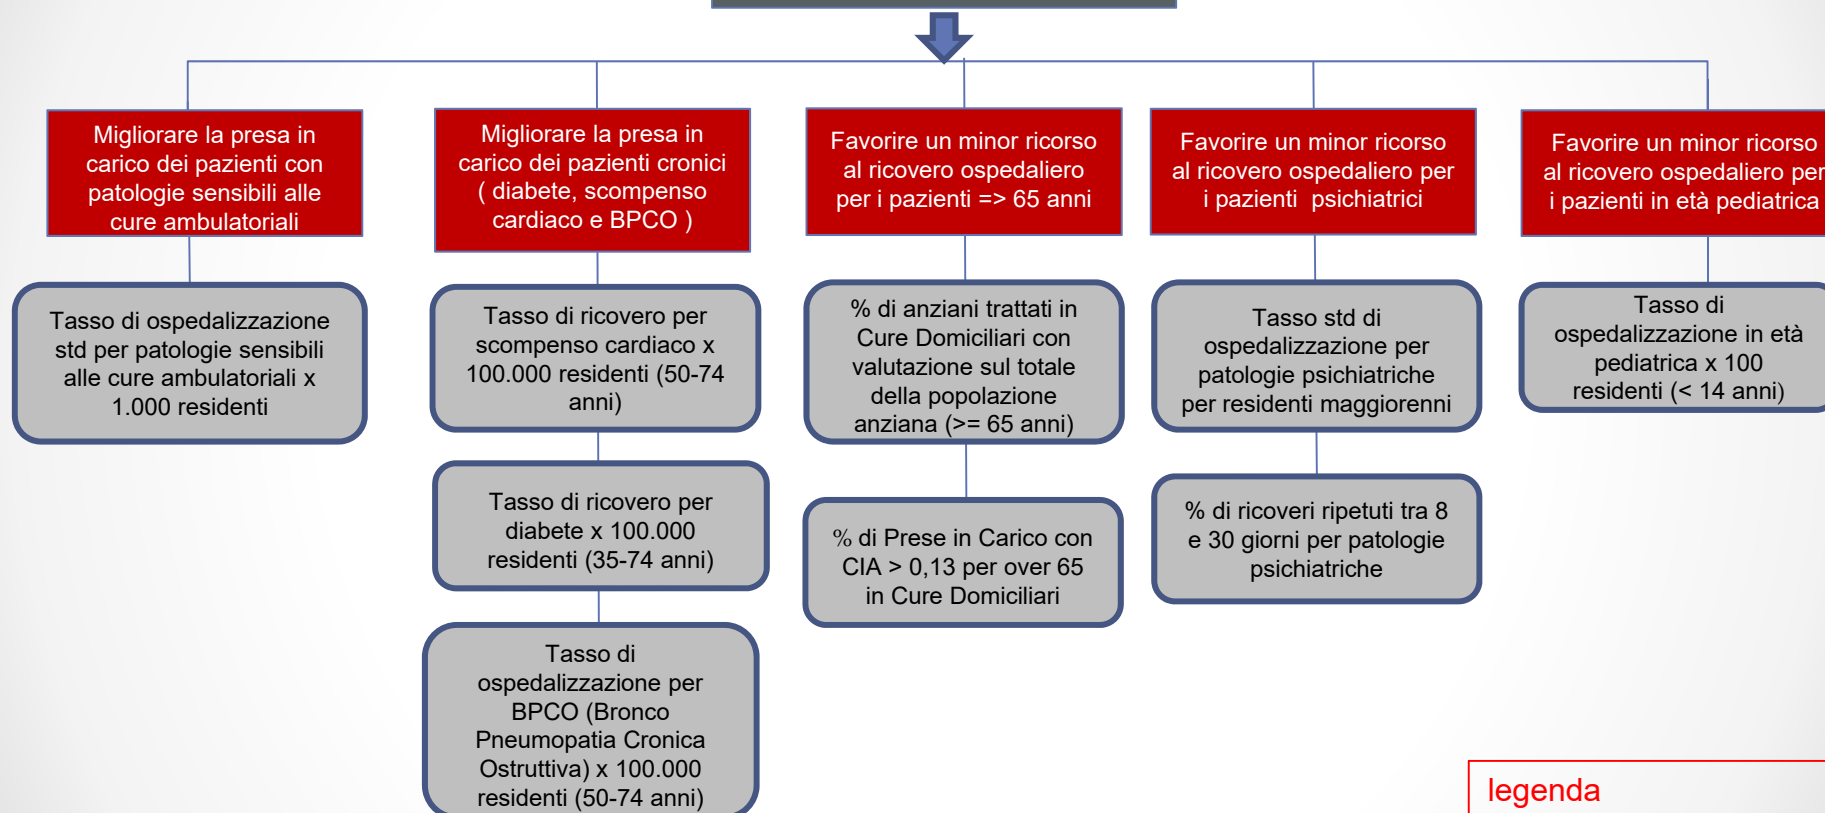 Migliorare la presa in
carico dei pazienti con
patologie sensibili alle
cure ambulatoriali
Migliorare la presa in
carico dei pazienti cronici
( diabete, scompenso
cardiaco e BPCO )
Favorire un minor ricorso
al ricovero ospedaliero
per i pazienti => 65 anni
Favorire un minor ricorso
al ricovero ospedaliero per
i pazienti psichiatrici
Favorire un minor ricorso
al ricovero ospedaliero per
i pazienti in età pediatrica
Tasso di ospedalizzazione
std per patologie sensibili
alle cure ambulatoriali x
1.000 residenti
Tasso di ricovero per
scompenso cardiaco x
100.000 residenti (50-74
anni)
% di anziani trattati in
Cure Domiciliari con
valutazione sul totale
della popolazione
anziana (>= 65 anni)
Tasso std di
ospedalizzazione per
patologie psichiatriche
per residenti maggiorenni
Tasso di
ospedalizzazione in età
pediatrica x 100
residenti (< 14 anni)
Tasso di ricovero per
diabete x 100.000
residenti (35-74 anni)
% di Prese in Carico con
CIA > 0,13 per over 65
in Cure Domiciliari
% di ricoveri ripetuti tra 8
e 30 giorni per patologie
psichiatriche
Tasso di
ospedalizzazione per
BPCO (Bronco
Pneumopatia Cronica
Ostruttiva) x 100.000
residenti (50-74 anni)
legenda